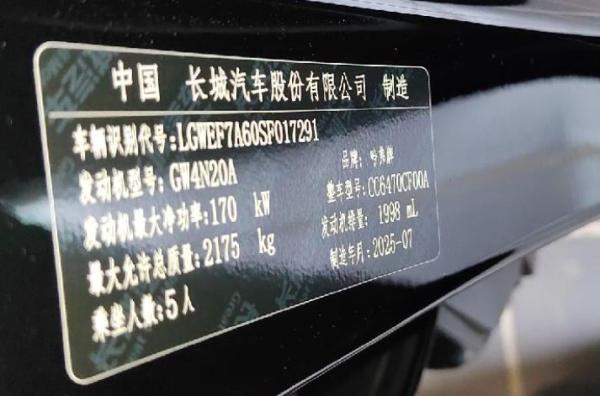 中国 长城汽车股份有限公司 制造
车辆识别代号:LGWEF7A60SF017291
品牌:哈弗牌
发动机型号:GW4N20A
整车型号:CC6470CF00A
发动机最大净功率:170 kW
发动机排量:1998 mL
最大允许总质量:2175 kg
制造年月:2025-07
乘坐人数:5人